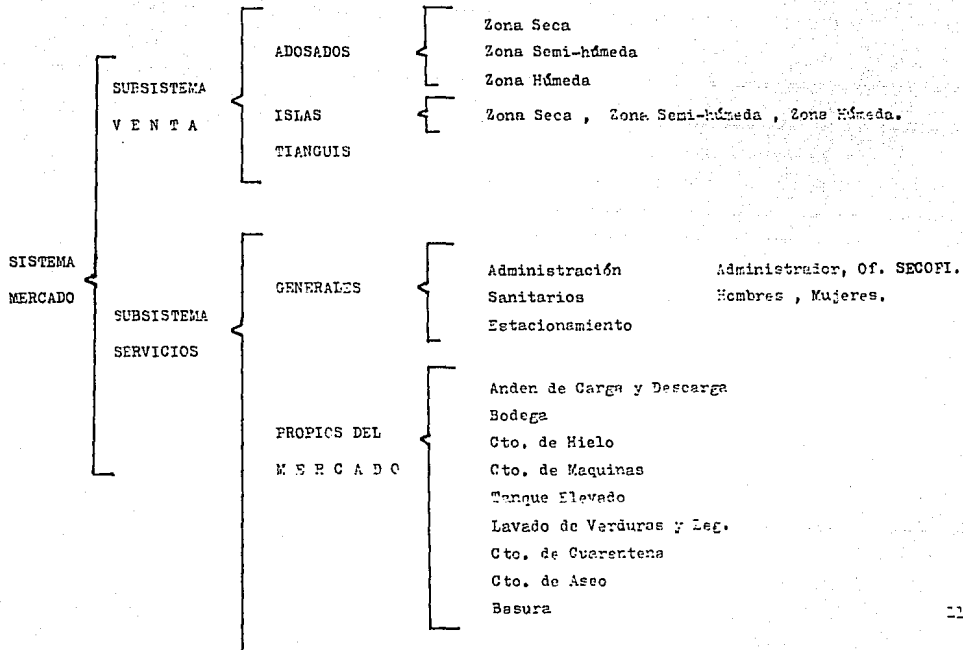 SISTEMA
MERCADO
SUBSISTEMA
V E N T A
ADOSADOS
Zona Seca
Zona Semi-húmeda
Zona Húmeda
ISLAS
Zona Seca , Zona Semi-húmeda , Zona Húmeda.
TIANGUIS
SUBSISTEMA
SERVICIOS
GENERALES
Administración Administrador, Of. SECOFI.
Sanitarios Hombres , Mujeres.
Estacionamiento
PROPIOS DEL
M E R C A D O
Anden de Carga y Descarga
Bodega
Cto. de Hielo
Cto. de Maquinas
Tanque Elevado
Lavado de Verduras y Leg.
Cto. de Cuarentena
Cto. de Aseo
Basura